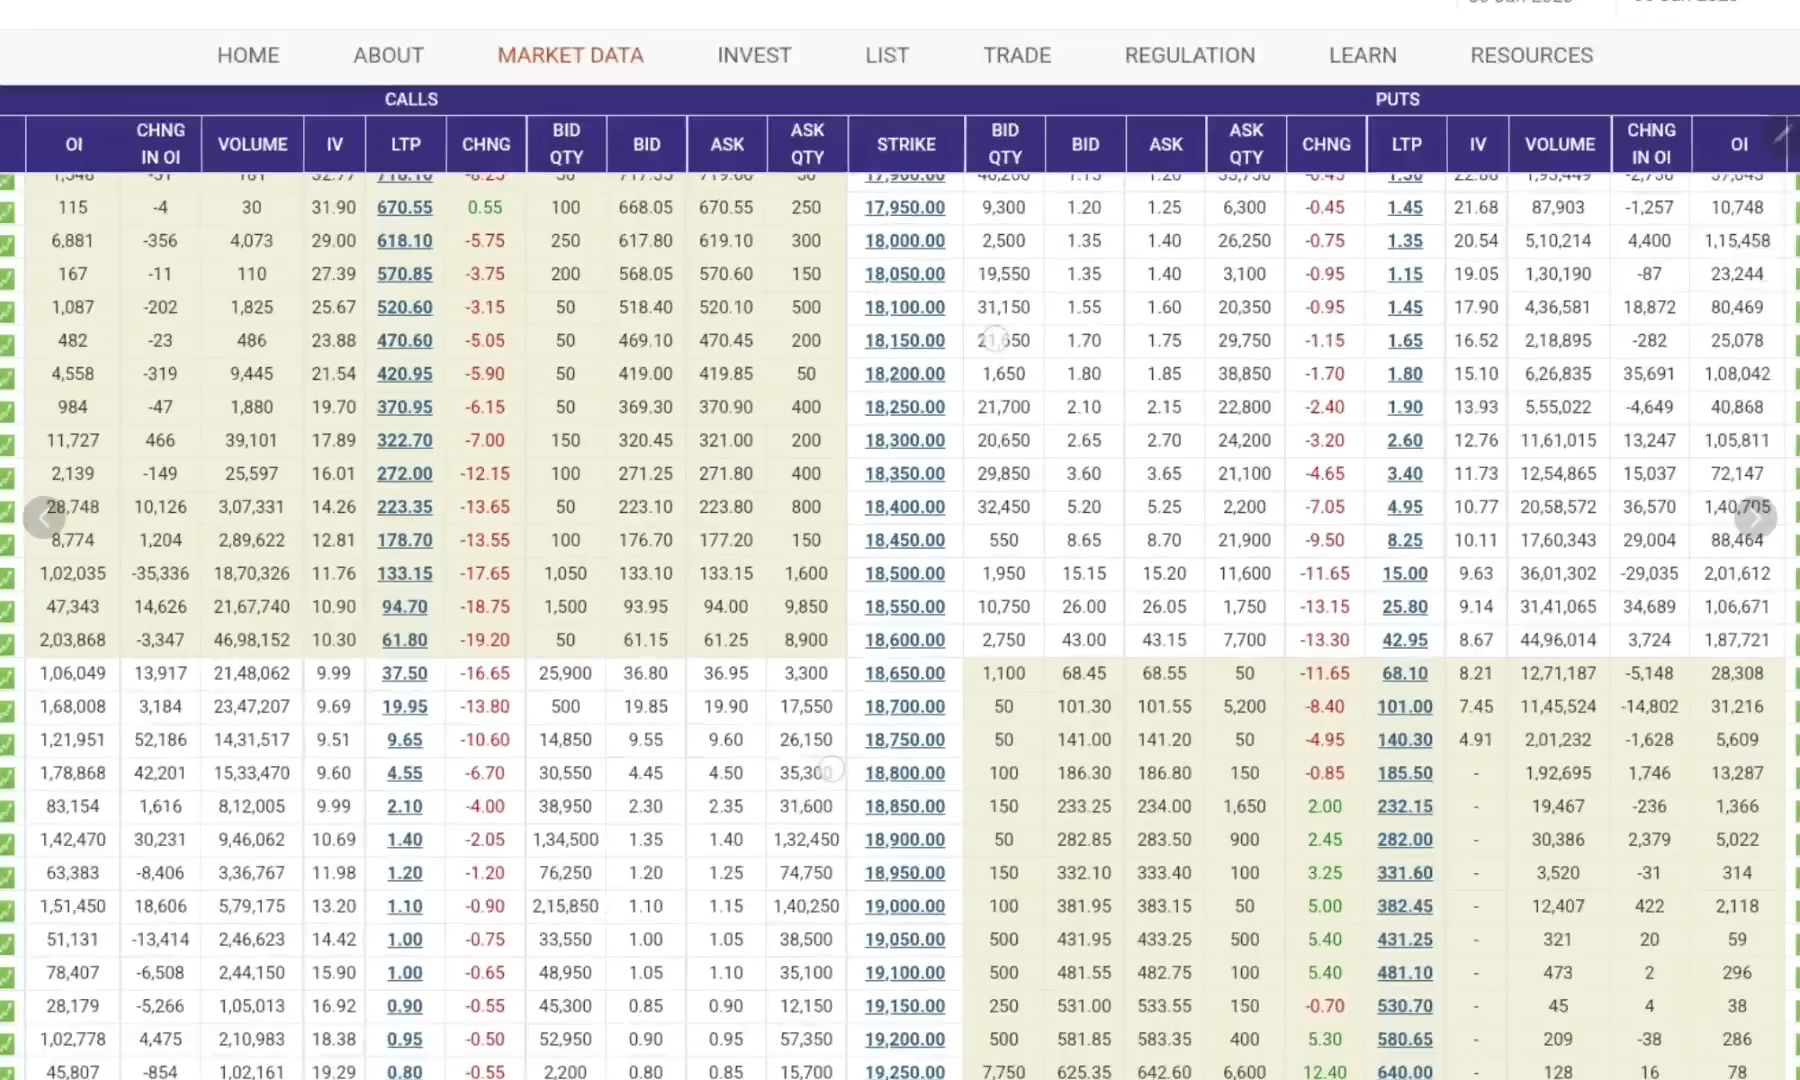 HOME ABOUT MARKET DATA INVEST LIST TRADE REGULATION LEARN RESOURCES
CALLS PUTS
OI CHNG IN OI VOLUME IV LTP CHNG BID QTY BID ASK ASK QTY STRIKE BID QTY BID ASK ASK QTY CHNG LTP IV VOLUME CHNG IN OI OI
115 -4 30 31.90 670.55 0.55 100 668.05 670.55 250 17,950.00 9,300 1.20 1.25 6,300 -0.45 1.45 21.68 87,903 -1,257 10,748
6,881 -356 4,073 29.00 618.10 -5.75 250 617.80 619.10 300 18,000.00 2,500 1.35 1.40 26,250 -0.75 1.35 20.54 5,10,214 4,400 1,15,458
167 -11 110 27.39 570.85 -3.75 200 568.05 570.60 150 18,050.00 19,550 1.35 1.40 3,100 -0.95 1.15 19.05 1,30,190 -87 23,244
1,087 -202 1,825 25.67 520.60 -3.15 50 518.40 520.10 500 18,100.00 31,150 1.55 1.60 20,350 -0.95 1.45 17.90 4,36,581 18,872 80,469
482 -23 486 23.88 470.60 -5.05 50 469.10 470.45 200 18,150.00 21,650 1.70 1.75 29,750 -1.15 1.65 16.52 2,18,895 -282 25,078
4,558 -319 9,445 21.54 420.95 -5.90 50 419.00 419.85 50 18,200.00 1,650 1.80 1.85 38,850 -1.70 1.80 15.10 6,26,835 35,691 1,08,042
984 -47 1,880 19.70 370.95 -6.15 50 369.30 370.90 400 18,250.00 21,700 2.10 2.15 22,800 -2.40 1.90 13.93 5,55,022 -4,649 40,868
11,727 466 39,101 17.89 322.70 -7.00 150 320.45 321.00 200 18,300.00 20,650 2.65 2.70 24,200 -3.20 2.60 12.76 11,61,015 13,247 1,05,811
2,139 -149 25,597 16.01 272.00 -12.15 100 271.25 271.80 400 18,350.00 29,850 3.60 3.65 21,100 -4.65 3.40 11.73 12,54,865 15,037 72,147
28,748 10,126 3,07,331 14.26 223.35 -13.65 50 223.10 223.80 800 18,400.00 32,450 5.20 5.25 2,200 -7.05 4.95 10.77 20,58,572 36,570 1,40,705
8,774 1,204 2,89,622 12.81 178.70 -13.55 100 176.70 177.20 150 18,450.00 550 8.65 8.70 21,900 -9.50 8.25 10.11 17,60,343 29,004 88,464
1,02,035 -35,336 18,70,326 11.76 133.15 -17.65 1,050 133.10 133.15 1,600 18,500.00 1,950 15.15 15.20 11,600 -11.65 15.00 9.63 36,01,302 -29,035 2,01,612
47,343 14,626 21,67,740 10.90 94.70 -18.75 1,500 93.95 94.00 9,850 18,550.00 10,750 26.00 26.05 1,750 -13.15 25.80 9.14 31,41,065 34,689 1,06,671
2,03,868 -3,347 46,98,152 10.30 61.80 -19.20 50 61.15 61.25 8,900 18,600.00 2,750 43.00 43.15 7,700 -13.30 42.95 8.67 44,96,014 3,724 1,87,721
1,06,049 13,917 21,48,062 9.99 37.50 -16.65 25,900 36.80 36.95 3,300 18,650.00 1,100 68.45 68.55 50 -11.65 68.10 8.21 12,71,187 -5,148 28,308
1,68,008 3,184 23,47,207 9.69 19.95 -13.80 500 19.85 19.90 17,550 18,700.00 50 101.30 101.55 5,200 -8.40 101.00 7.45 11,45,524 -14,802 31,216
1,21,951 52,186 14,31,517 9.51 9.65 -10.60 14,850 9.55 9.60 26,150 18,750.00 50 141.00 141.20 50 -4.95 140.30 4.91 2,01,232 -1,628 5,609
1,78,868 42,201 15,33,470 9.60 4.55 -6.70 30,550 4.45 4.50 35,300 18,800.00 100 186.30 186.80 150 -0.85 185.50 - 1,92,695 1,746 13,287
83,154 1,616 8,12,005 9.99 2.10 -4.00 38,950 2.30 2.35 31,600 18,850.00 150 233.25 234.00 1,650 2.00 232.15 - 19,467 -236 1,366
1,42,470 30,231 9,46,062 10.69 1.40 -2.05 1,34,500 1.35 1.40 1,32,450 18,900.00 50 282.85 283.50 900 2.45 282.00 - 30,386 2,379 5,022
63,383 -8,406 3,36,767 11.98 1.20 -1.20 76,250 1.20 1.25 74,750 18,950.00 150 332.10 333.40 100 3.25 331.60 - 3,520 -31 314
1,51,450 18,606 5,79,175 13.20 1.10 -0.90 2,15,850 1.10 1.15 1,40,250 19,000.00 100 381.95 383.15 50 5.00 382.45 - 12,407 422 2,118
51,131 -13,414 2,46,623 14.42 1.00 -0.75 33,550 1.00 1.05 38,500 19,050.00 500 431.95 433.25 500 5.40 431.25 - 321 20 59
78,407 -6,508 2,44,150 15.90 1.00 -0.65 48,950 1.05 1.10 35,100 19,100.00 500 481.55 482.75 100 5.40 481.10 - 473 2 296
28,179 -5,266 1,05,013 16.92 0.90 -0.55 45,300 0.85 0.90 12,150 19,150.00 250 531.00 533.55 150 -0.70 530.70 - 45 4 38
1,02,778 4,475 2,10,983 18.38 0.95 -0.50 52,950 0.90 0.95 57,350 19,200.00 500 581.85 583.35 400 5.30 580.65 - 209 -38 286
45,807 -854 1,02,161 19.29 0.80 -0.55 2,200 0.80 0.85 15,700 19,250.00 7,750 625.35 642.60 6,600 12.40 640.00 - 128 16 78